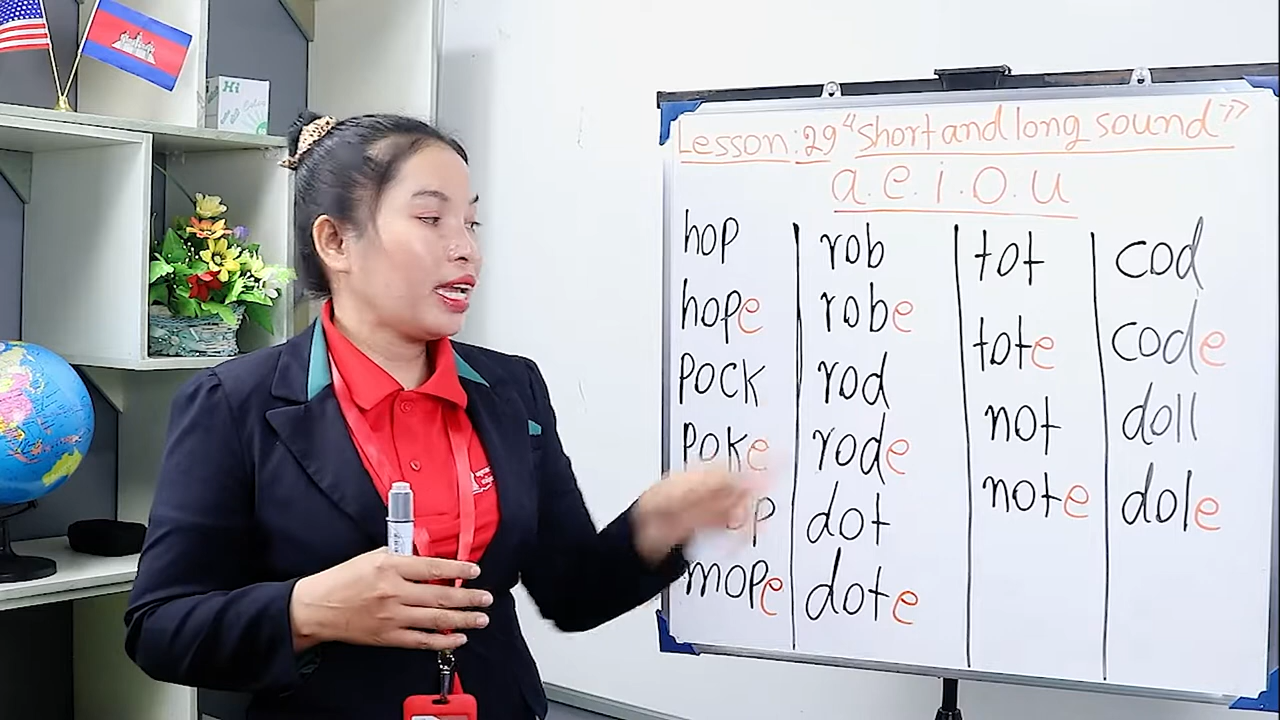 Lesson: 29 "short and long sound"
a.e.i.o.u
hop
hope
pock
poke
mope
rob
robe
rod
rode
dot
dote
tot
tote
not
note
cod
code
doll
dole
Hi